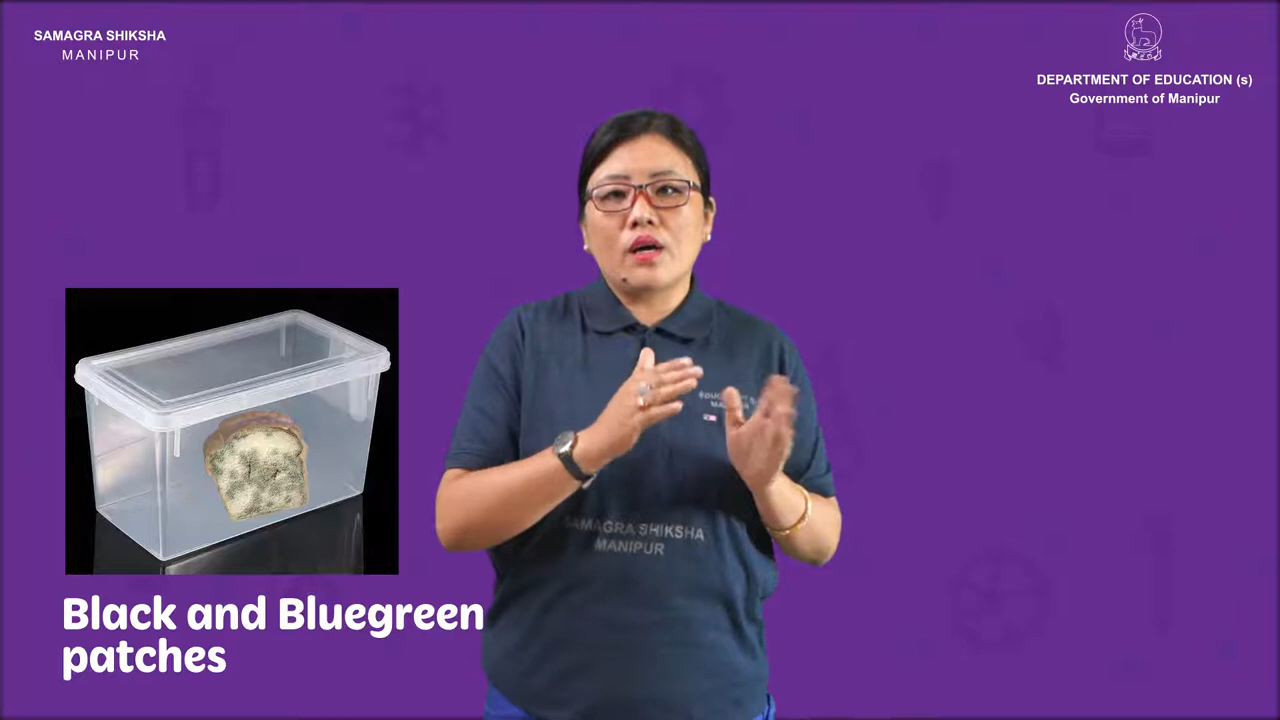 SAMAGRA SHIKSHA
MANIPUR
DEPARTMENT OF EDUCATION (s)
Government of Manipur
SAMAGRA SHIKSHA
MANIPUR
Black and Bluegreen
patches